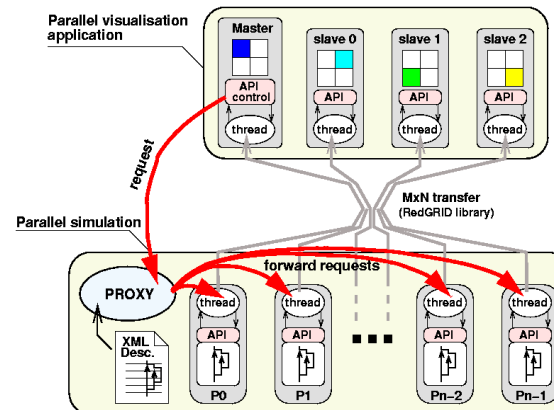 Parallel visualisation
application
Master
slave 0
slave 1
slave 2
API
control
API
API
API
thread
thread
thread
thread
request
MxN transfer
(RedGRID library)
Parallel simulation
forward requests
PROXY
thread
thread
thread
thread
XML
Desc.
API
API
API
API
P0
P1
Pn-2
Pn-1